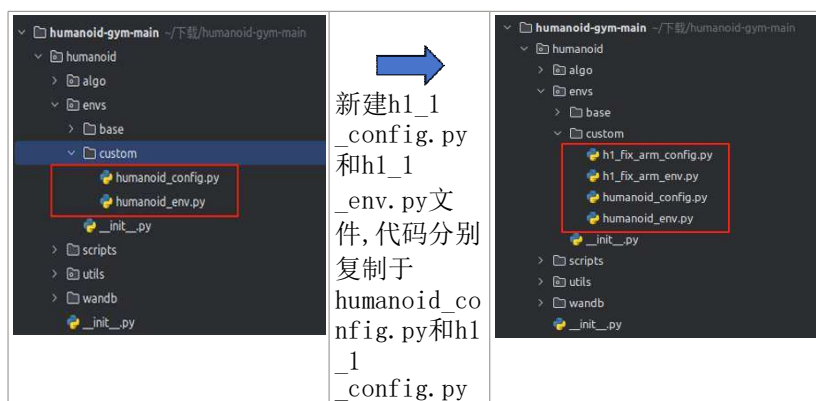 humanoid-gym-main ~/下载/humanoid-gym-main
humanoid
algo
envs
base
custom
humanoid_config.py
humanoid_env.py
__init__.py
scripts
utils
wandb
__init__.py
新建h1_1
_config.py
和h1_1
_env.py文
件,代码分别
复制于
humanoid_co
nfig.py和h1
_1
_config.py
humanoid-gym-main ~/下载/humanoid-gym-main
humanoid
algo
envs
base
custom
h1_fix_arm_config.py
h1_fix_arm_env.py
humanoid_config.py
humanoid_env.py
__init__.py
scripts
utils
wandb
__init__.py